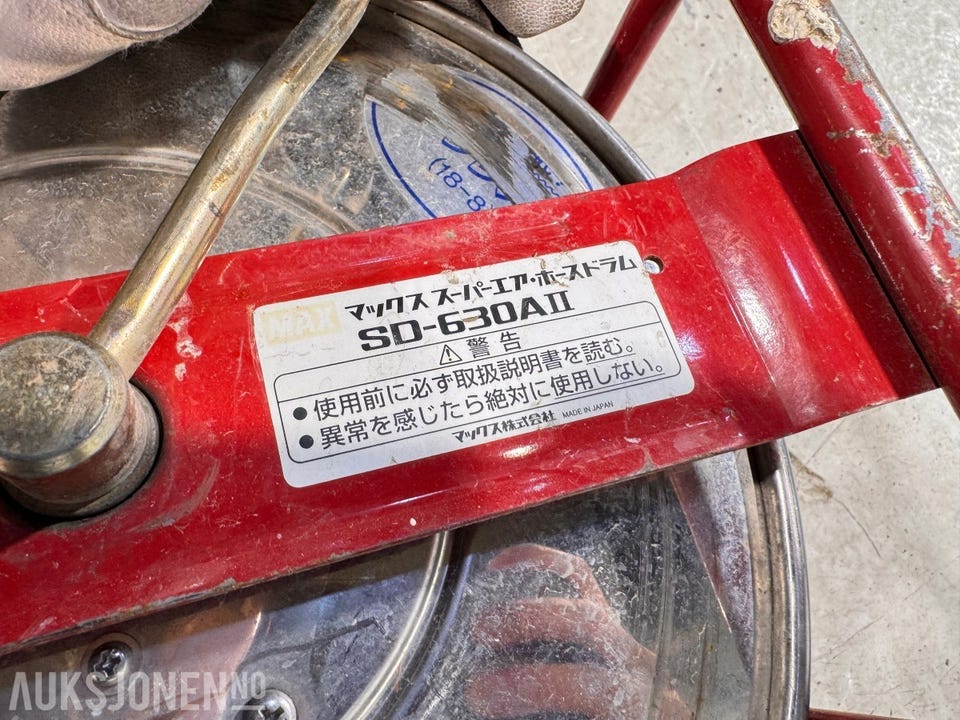 (18-8
MAX
マックス スーパーエア・ホースドラム
SD-630AII
警告
● 使用前に必ず取扱説明書を読む。
● 異常を感じたら絶対に使用しない。
マックス株式会社 MADE IN JAPAN
AUKSJONEN.NO